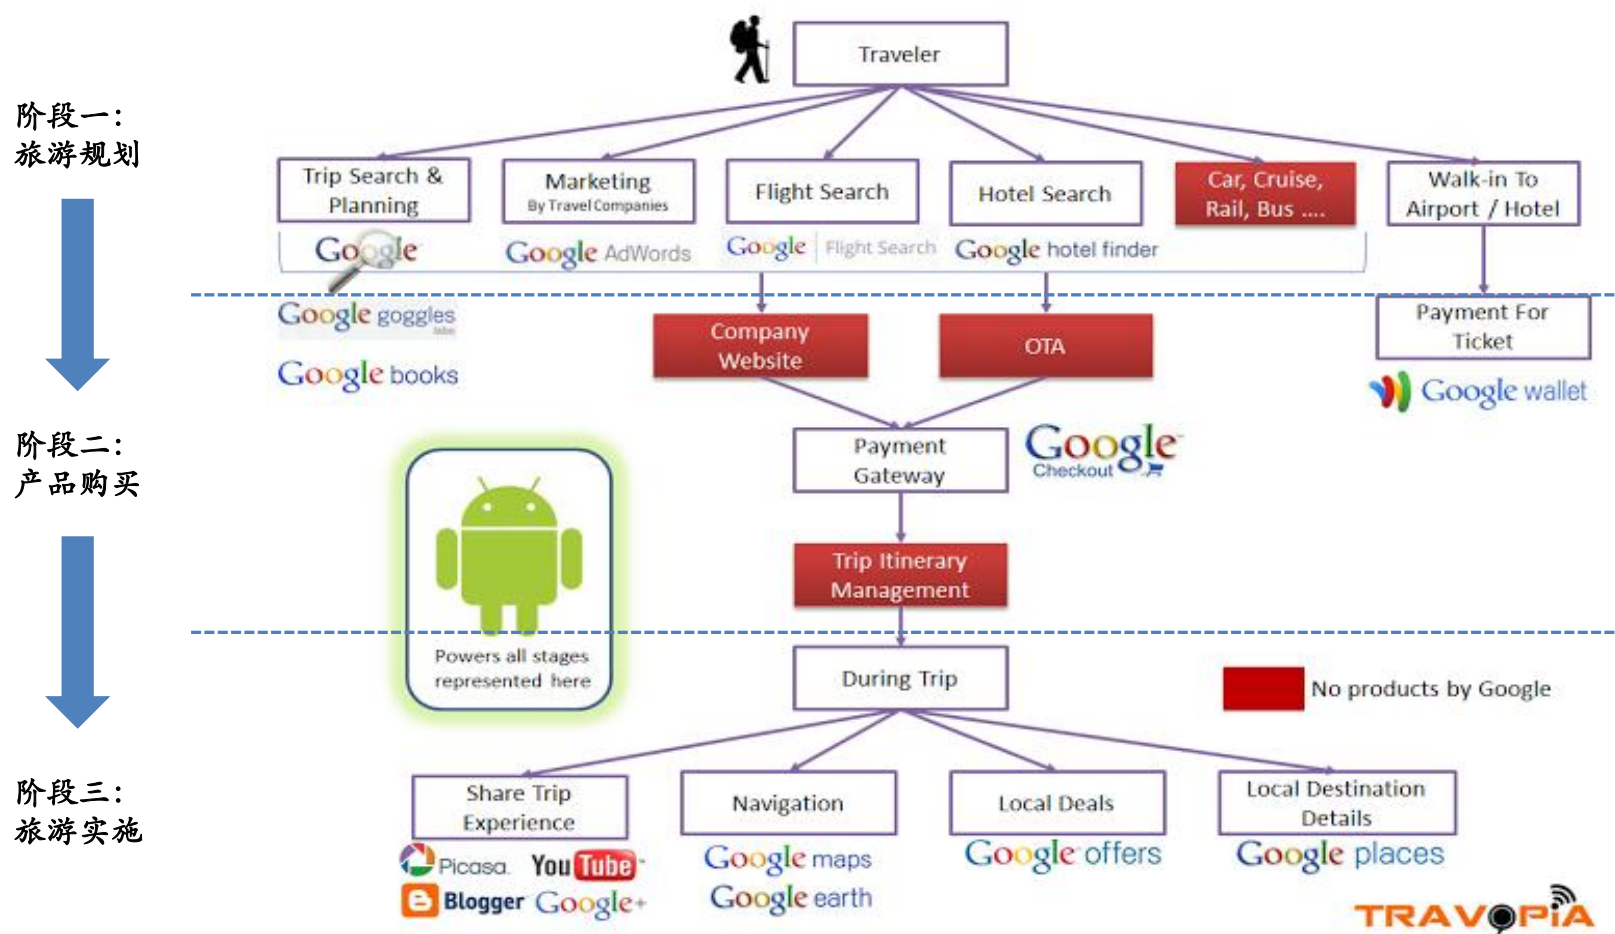 Traveler
阶段一：
旅游规划
Trip Search &
Planning
Marketing
By Travel Companies
Flight Search
Hotel Search
Car, Cruise,
Rail, Bus ....
Walk-in To
Airport / Hotel
Google
Google AdWords
Google Flight Search
Google hotel finder
Google goggles
labs
Google books
Company
Website
OTA
Payment For
Ticket
Google wallet
阶段二：
产品购买
Payment
Gateway
Google
Checkout
Trip Itinerary
Management
Powers all stages
represented here
During Trip
No products by Google
阶段三：
旅游实施
Share Trip
Experience
Navigation
Local Deals
Local Destination
Details
Picasa
YouTube
Blogger
Google+
Google maps
Google earth
Google offers
Google places
TRAVOPIA